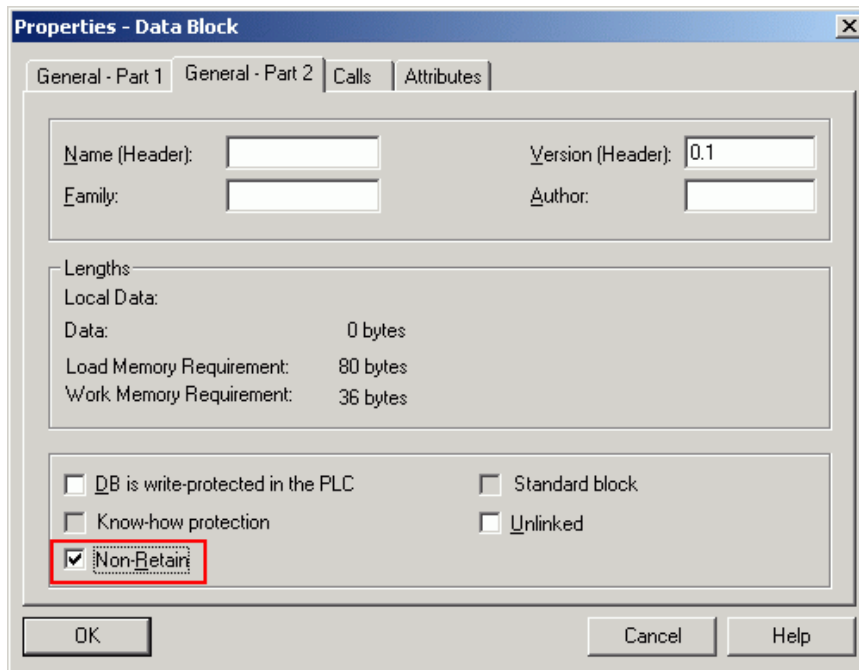 Properties - Data Block
General - Part 1 General - Part 2 Calls Attributes
Name (Header): Version (Header): 0.1
Family: Author:
Lengths
Local Data:
Data: 0 bytes
Load Memory Requirement: 80 bytes
Work Memory Requirement: 36 bytes
DB is write-protected in the PLC Standard block
Know-how protection Unlinked
Non-Retain
OK Cancel Help